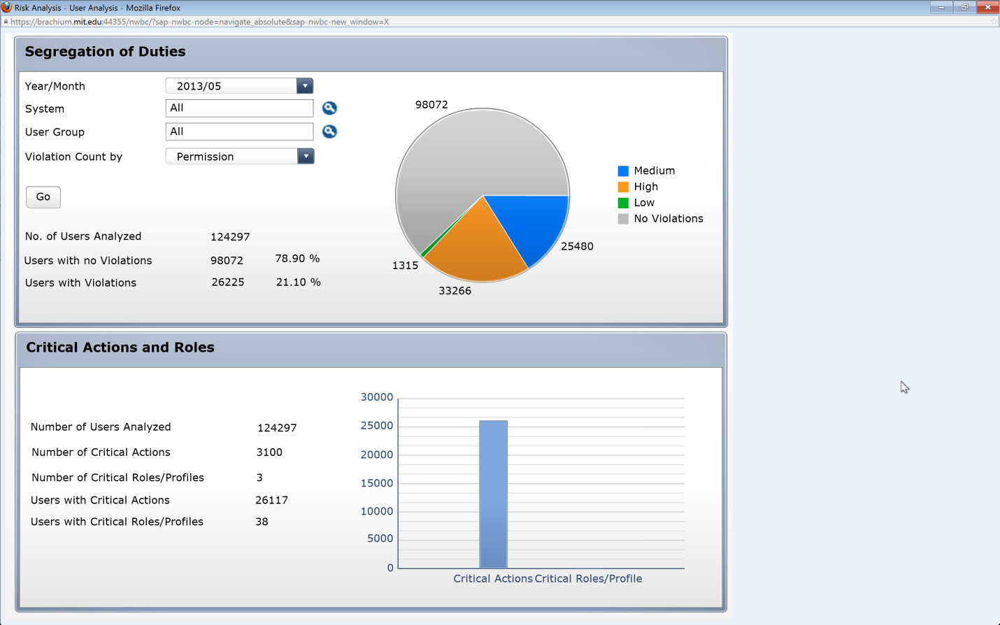 Risk Analysis - User Analysis - Mozilla Firefox
https://brachium.mit.edu:44355/nwbc/?sap-nwbc-node=navigate_absolute&sap-nwbc-new_window=X
Segregation of Duties
Year/Month 2013/05
System All
User Group All
Violation Count by Permission
Go
No. of Users Analyzed 124297
Users with no Violations 98072 78.90 %
Users with Violations 26225 21.10 %
98072
25480
1315
33266
Medium
High
Low
No Violations
Critical Actions and Roles
Number of Users Analyzed 124297
Number of Critical Actions 3100
Number of Critical Roles/Profiles 3
Users with Critical Actions 26117
Users with Critical Roles/Profiles 38
30000
25000
20000
15000
10000
5000
0
Critical Actions Critical Roles/Profile